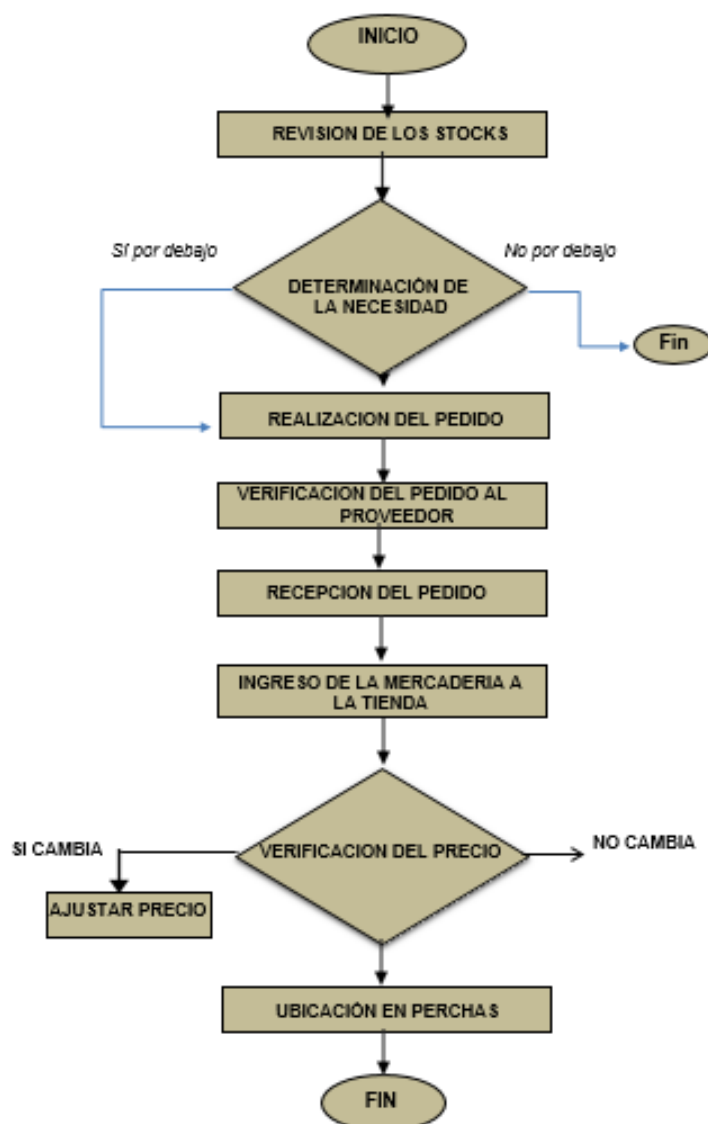 INICIO
REVISION DE LOS STOCKS
Sí por debajo
No por debajo
DETERMINACIÓN DE
LA NECESIDAD
Fin
REALIZACION DEL PEDIDO
VERIFICACION DEL PEDIDO AL
PROVEEDOR
RECEPCION DEL PEDIDO
INGRESO DE LA MERCADERIA A
LA TIENDA
SI CAMBIA
VERIFICACION DEL PRECIO
NO CAMBIA
AJUSTAR PRECIO
UBICACIÓN EN PERCHAS
FIN